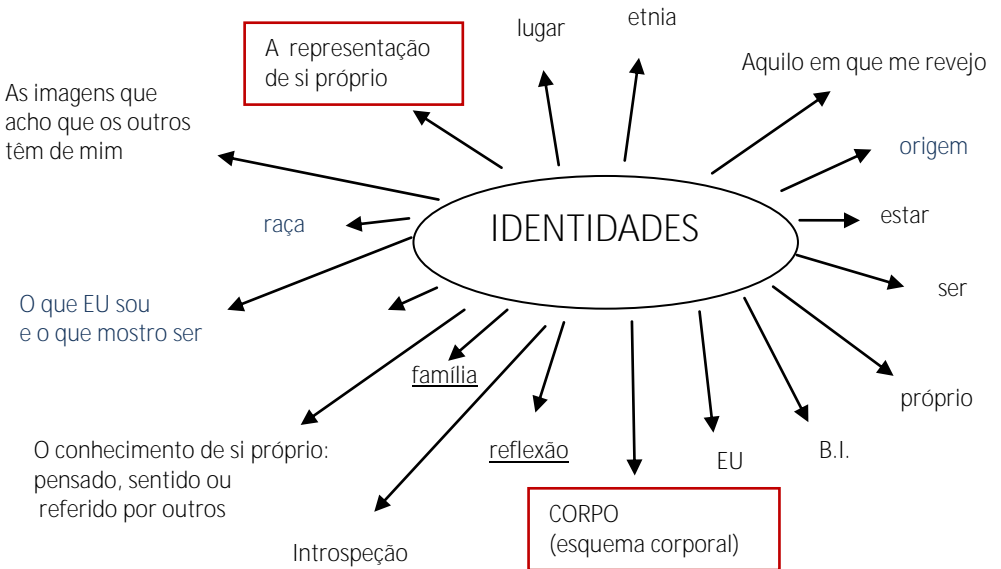 lugar
etnia
A representação
de si próprio
Aquilo em que me revejo
As imagens que
acho que os outros
têm de mim
origem
raça
IDENTIDADES
estar
ser
O que EU sou
e o que mostro ser
família
próprio
O conhecimento de si próprio:
pensado, sentido ou
referido por outros
reflexão
EU
B.I.
CORPO
(esquema corporal)
Introspeção